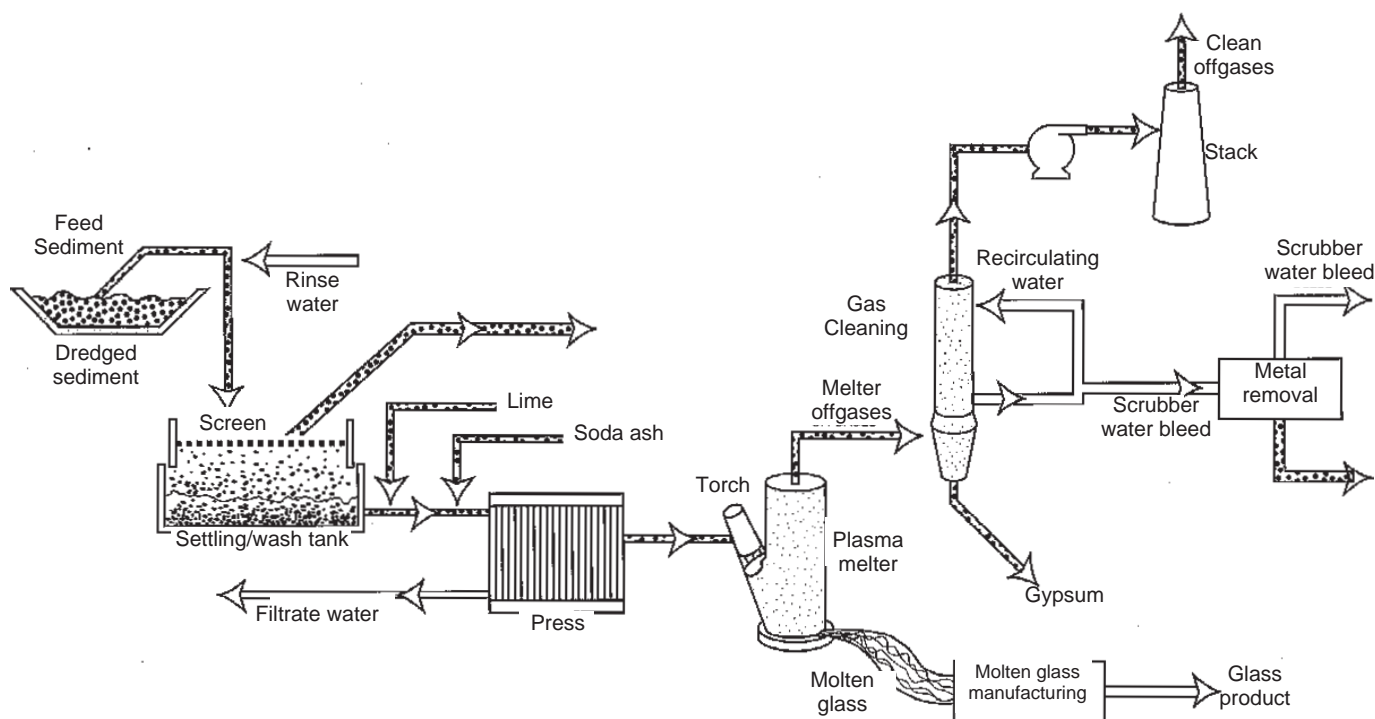 Clean
offgases
Stack
Feed
Sediment
Rinse
water
Dredged
sediment
Recirculating
water
Scrubber
water bleed
Gas
Cleaning
Screen
Lime
Melter
offgases
Scrubber
water bleed
Metal
removal
Soda ash
Torch
Settling/wash tank
Plasma
melter
Filtrate water
Press
Gypsum
Molten
glass
Molten glass
manufacturing
Glass
product